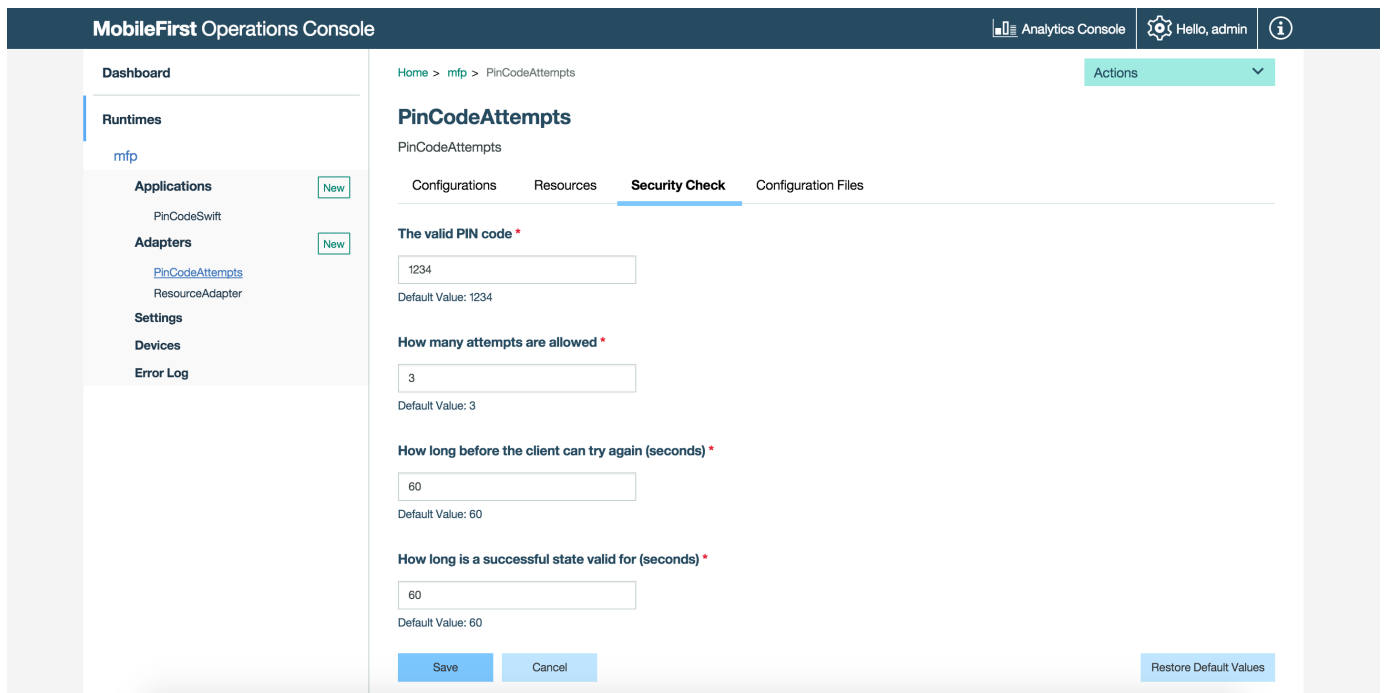 MobileFirst Operations Console
Analytics Console
Hello, admin
Dashboard
Runtimes
mfp
Applications New
PinCodeSwift
Adapters New
PinCodeAttempts
ResourceAdapter
Settings
Devices
Error Log
Home > mfp > PinCodeAttempts
Actions
PinCodeAttempts
PinCodeAttempts
Configurations Resources Security Check Configuration Files
The valid PIN code *
1234
Default Value: 1234
How many attempts are allowed *
3
Default Value: 3
How long before the client can try again (seconds) *
60
Default Value: 60
How long is a successful state valid for (seconds) *
60
Default Value: 60
Save Cancel Restore Default Values